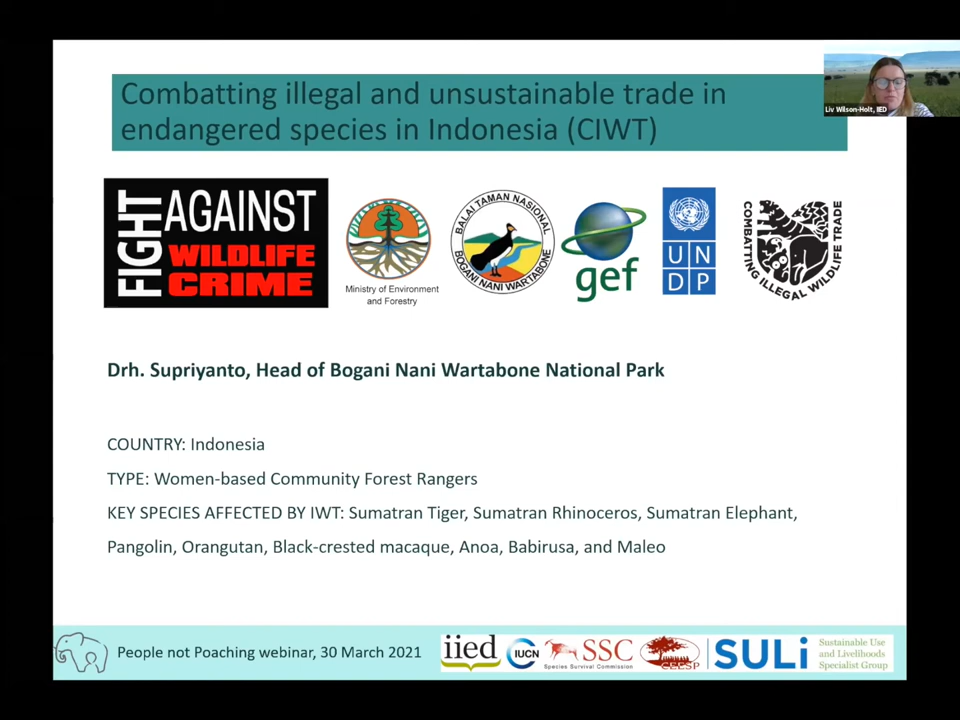 Combatting illegal and unsustainable trade in
endangered species in Indonesia (CIWT)
Liv Wilson-Holt, IIED
FIGHT AGAINST
WILDLIFE
CRIME
Ministry of Environment
and Forestry
BALAI TAMAN NASIONAL
BOGANI NANI WARTABONE
gef
U N
D P
COMBATTING ILLEGAL WILDLIFE TRADE
Drh. Supriyanto, Head of Bogani Nani Wartabone National Park
COUNTRY: Indonesia
TYPE: Women-based Community Forest Rangers
KEY SPECIES AFFECTED BY IWT: Sumatran Tiger, Sumatran Rhinoceros, Sumatran Elephant,
Pangolin, Orangutan, Black-crested macaque, Anoa, Babirusa, and Maleo
People not Poaching webinar, 30 March 2021
iied
IUCN
SSC
Species Survival Commission
CEESP
SULi
Sustainable Use
and Livelihoods
Specialist Group